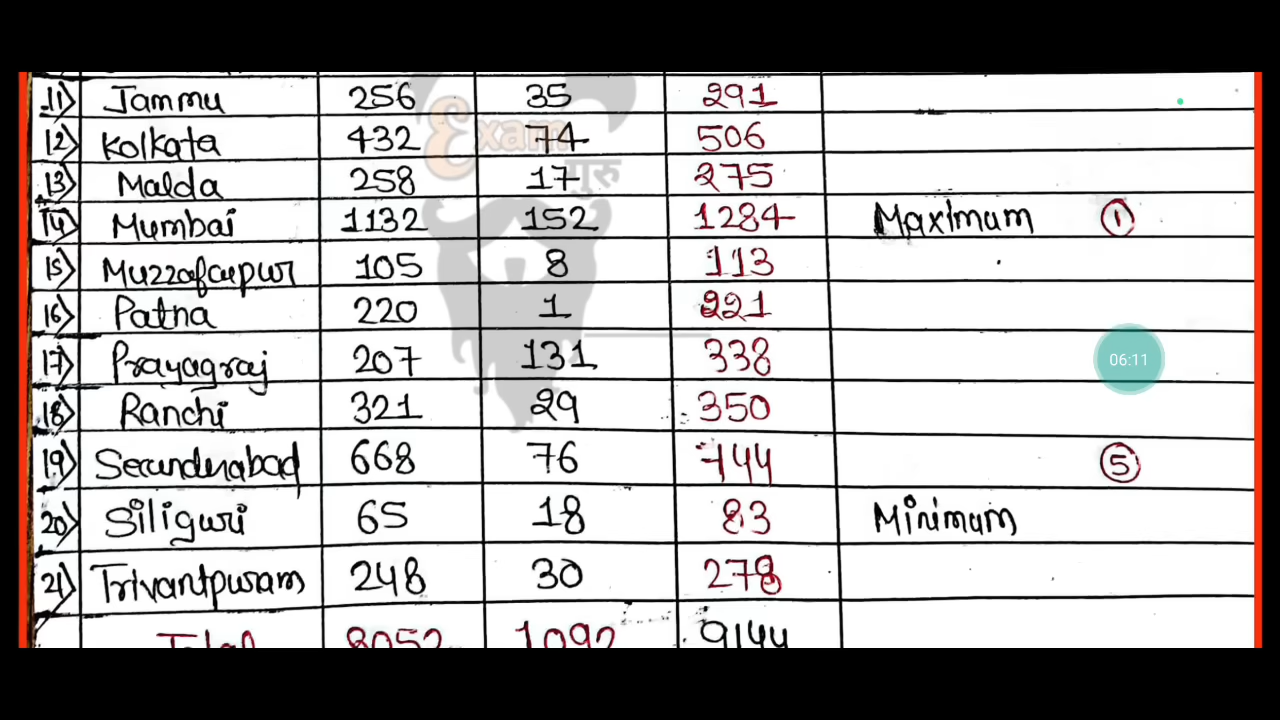 11) Jammu 256 35 291
12) Kolkata 432 74 506
13) Malda 258 17 275
14) Mumbai 1132 152 1284 Maximum 1
15) Muzzafarpur 105 8 113
16) Patna 220 1 221
17) Prayagraj 207 131 338
18) Ranchi 321 29 350
19) Secunderabad 668 76 744 5
20) Siliguri 65 18 83 Minimum
21) Trivantpuram 248 30 278
Total 8052 1092 9144
Exam
गुरु
06:11